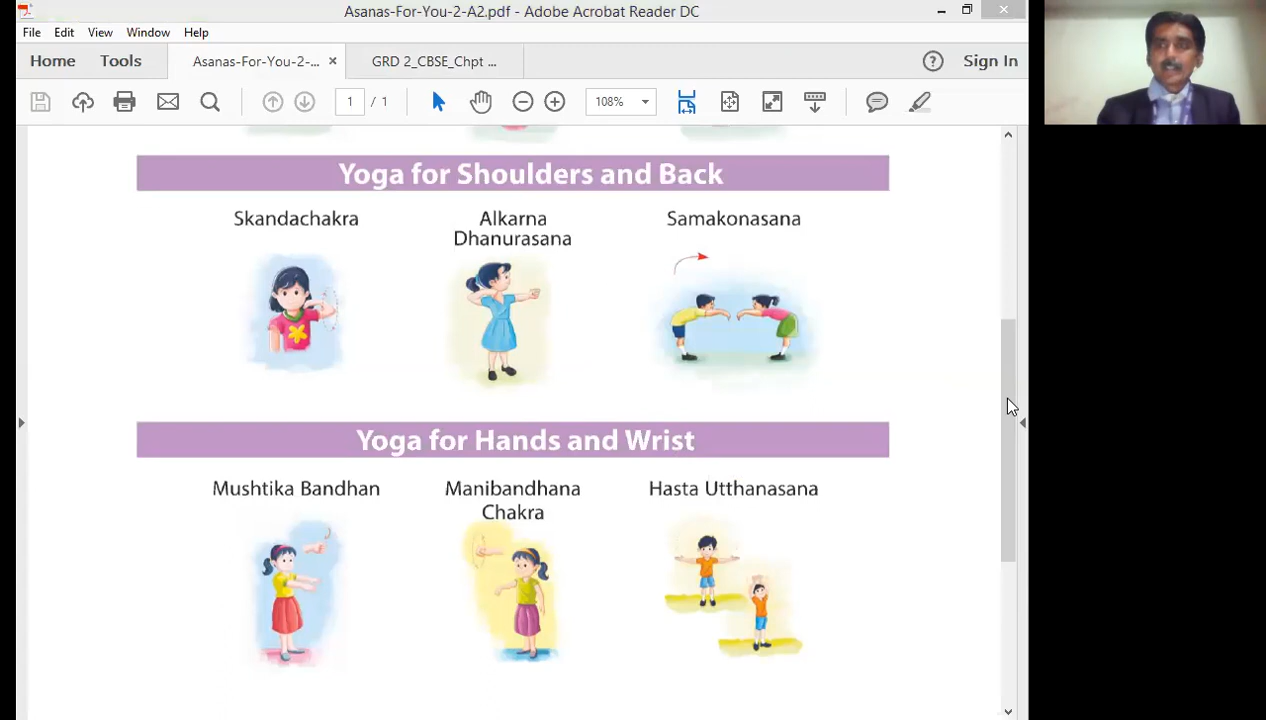 Asanas-For-You-2-A2.pdf - Adobe Acrobat Reader DC
File Edit View Window Help
Home Tools Asanas-For-You-2-... × GRD 2_CBSE_Chpt ... Sign In
1 / 1 108%
Yoga for Shoulders and Back
Skandachakra Alkarna Samakonasana
Dhanurasana
Yoga for Hands and Wrist
Mushtika Bandhan Manibandhana Hasta Utthanasana
Chakra